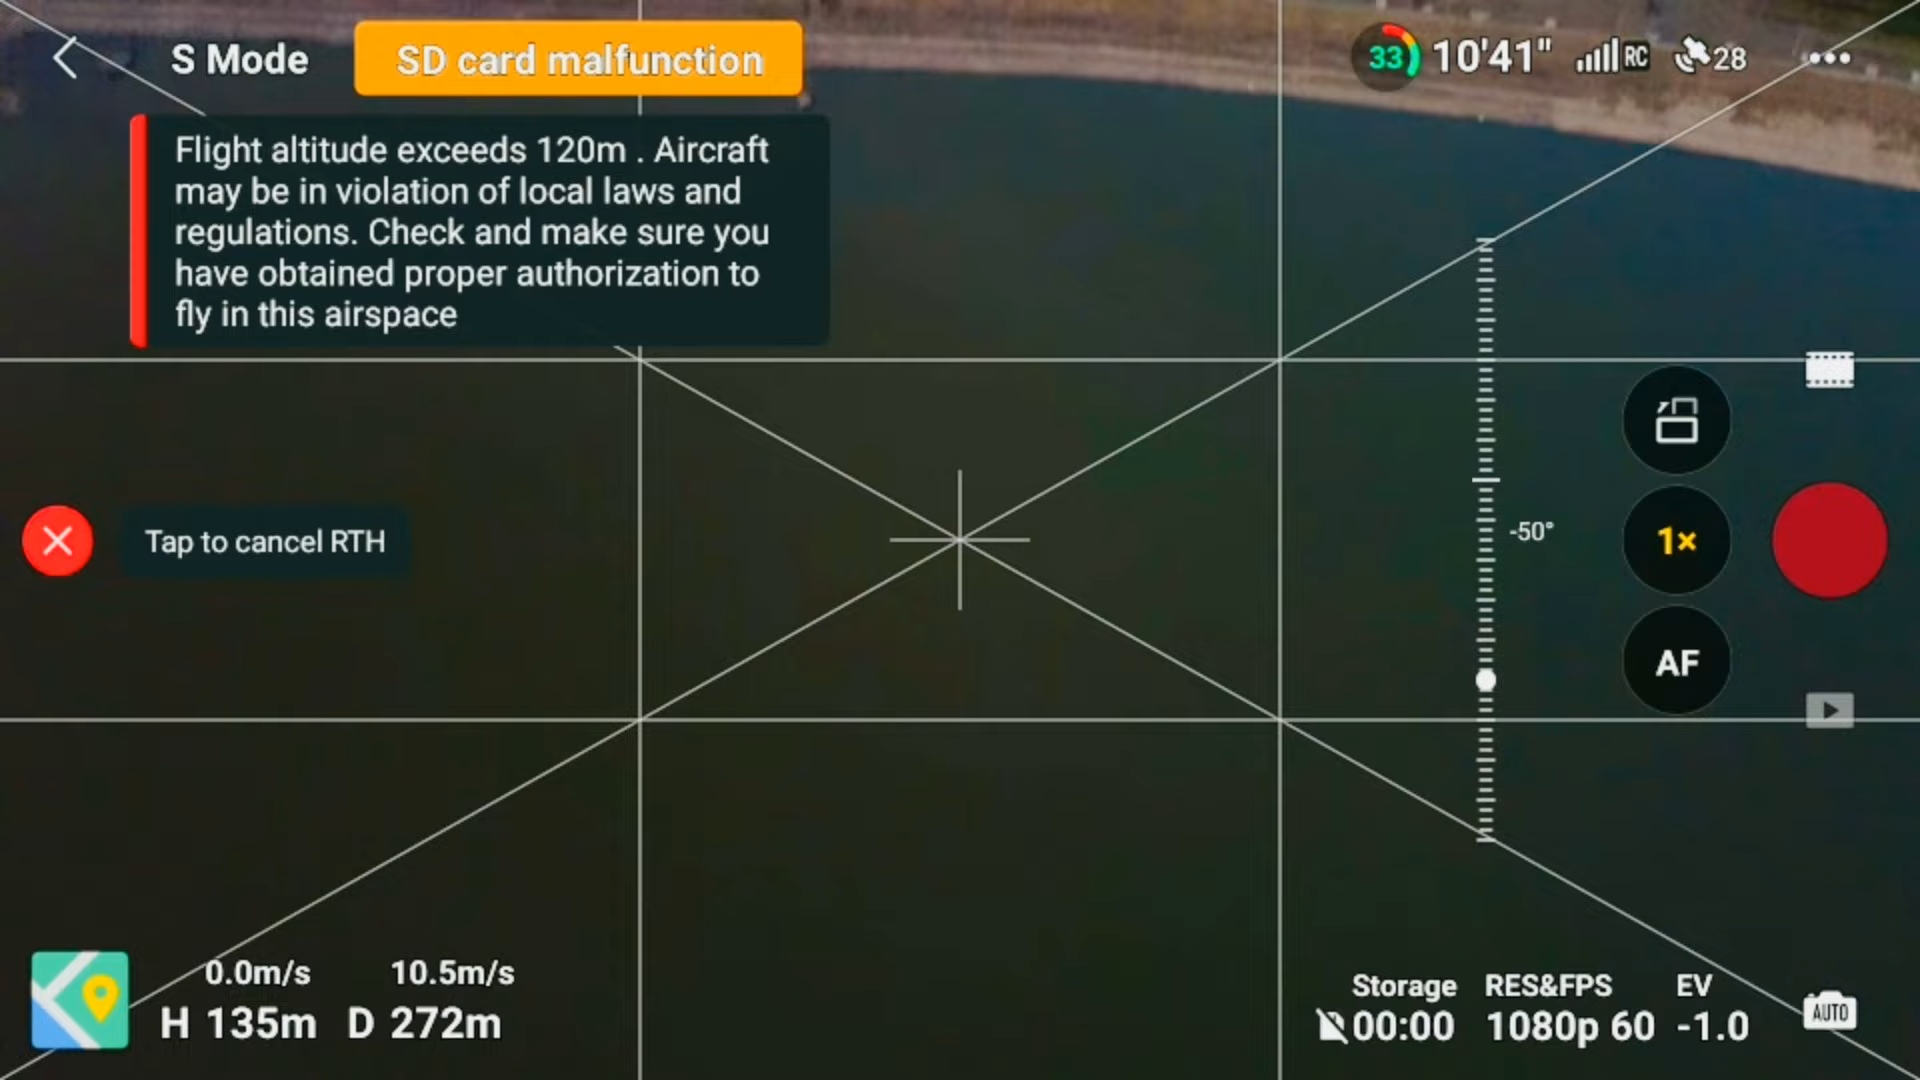 S Mode
SD card malfunction
33
10'41"
RC
28
Flight altitude exceeds 120m . Aircraft
may be in violation of local laws and
regulations. Check and make sure you
have obtained proper authorization to
fly in this airspace
Tap to cancel RTH
-50°
1×
AF
0.0m/s
10.5m/s
H 135m
D 272m
Storage
00:00
RES&FPS
1080p 60
EV
-1.0
AUTO